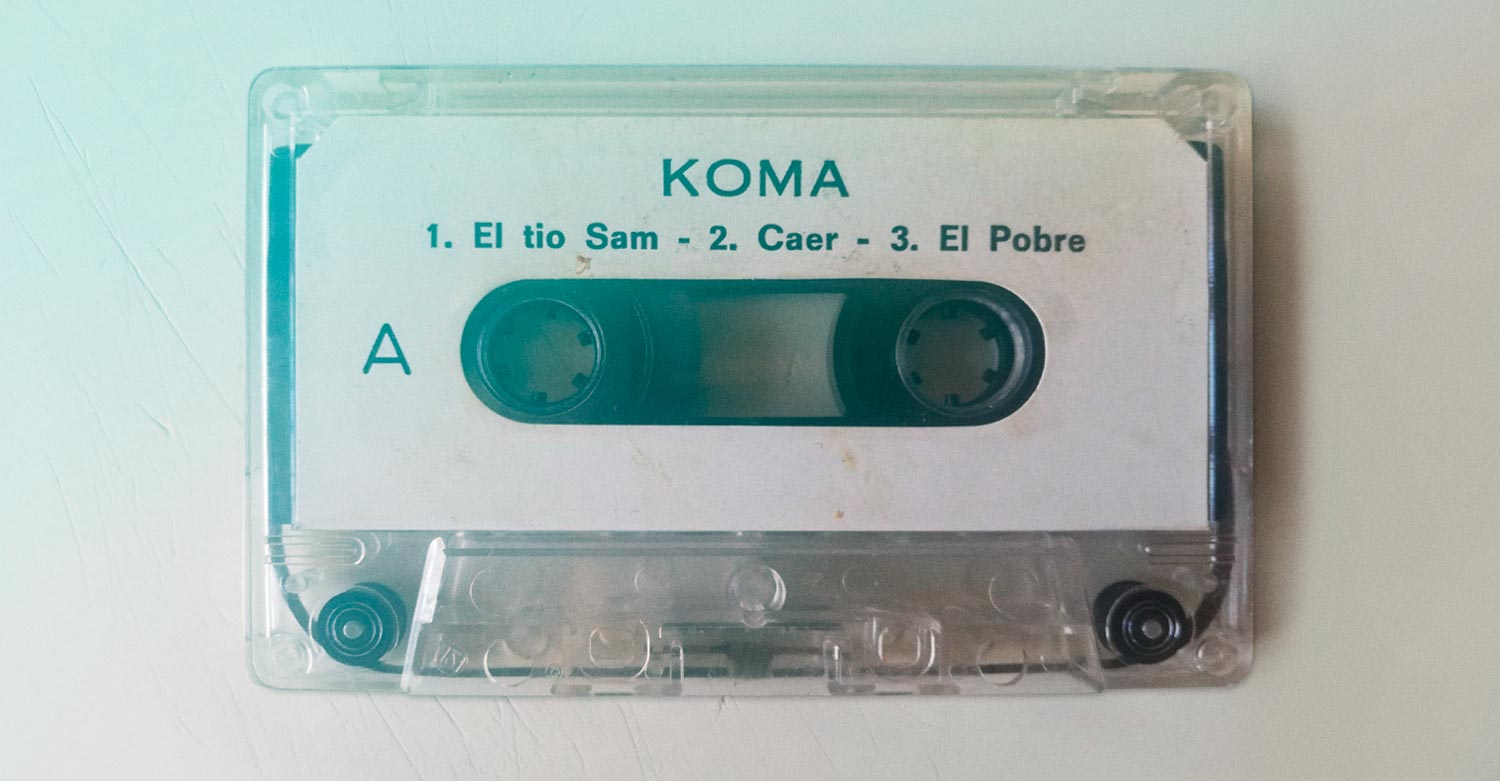 KOMA
1. El tio Sam - 2. Caer - 3. El Pobre
A